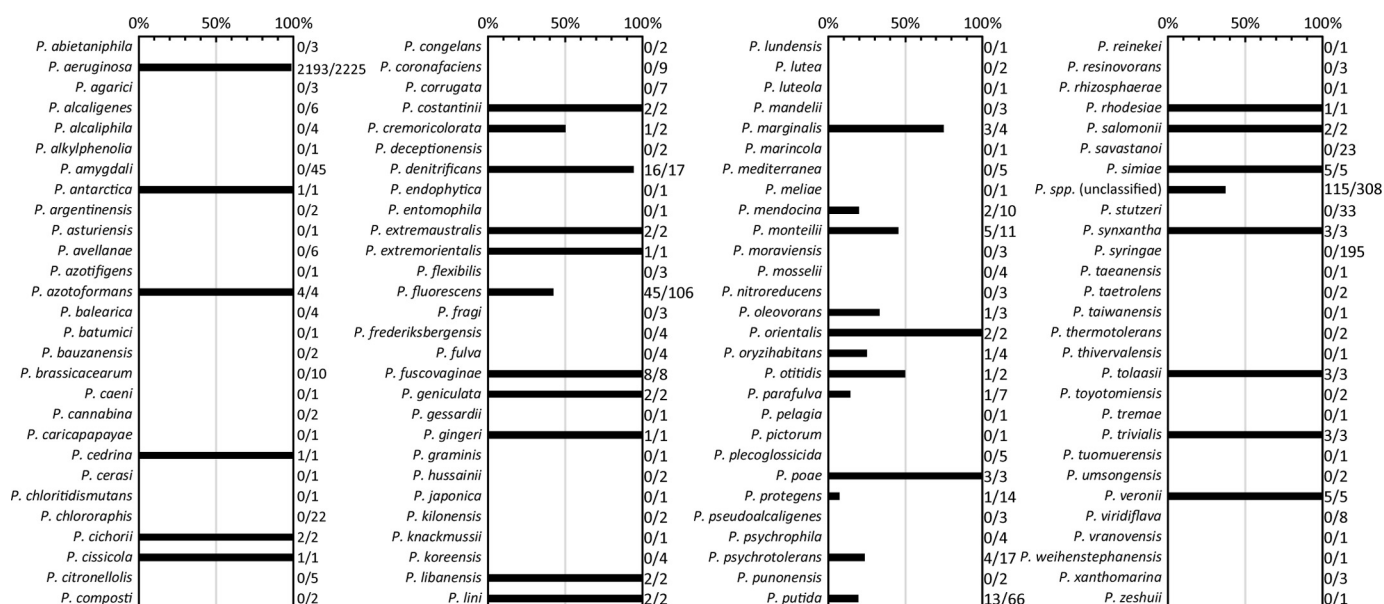 0% 50% 100%
P. abietaniphila 0/3
P. aeruginosa 2193/2225
P. agarici 0/3
P. alcaligenes 0/6
P. alcaliphila 0/4
P. alkylphenolia 0/1
P. amygdali 0/45
P. antarctica 1/1
P. argentinensis 0/2
P. asturiensis 0/1
P. avellanae 0/6
P. azotifigens 0/1
P. azotoformans 4/4
P. balearica 0/4
P. batumici 0/1
P. bauzanensis 0/2
P. brassicacearum 0/10
P. caeni 0/1
P. cannabina 0/2
P. caricapapayae 0/1
P. cedrina 1/1
P. cerasi 0/1
P. chloritidismutans 0/1
P. chlororaphis 0/22
P. cichorii 2/2
P. cissicola 1/1
P. citronellolis 0/5
P. composti 0/2
0% 50% 100%
P. congelans 0/2
P. coronafaciens 0/9
P. corrugata 0/7
P. costantinii 2/2
P. cremoricolorata 1/2
P. deceptionensis 0/2
P. denitrificans 16/17
P. endophytica 0/1
P. entomophila 0/1
P. extremaustralis 2/2
P. extremorientalis 1/1
P. flexibilis 0/3
P. fluorescens 45/106
P. fragi 0/3
P. frederiksbergensis 0/4
P. fulva 0/4
P. fuscovaginae 8/8
P. geniculata 2/2
P. gessardii 0/1
P. gingeri 1/1
P. graminis 0/1
P. hussainii 0/2
P. japonica 0/1
P. kilonensis 0/2
P. knackmussii 0/1
P. koreensis 0/4
P. libanensis 2/2
P. lini 2/2
0% 50% 100%
P. lundensis 0/1
P. lutea 0/2
P. luteola 0/1
P. mandelii 0/3
P. marginalis 3/4
P. marincola 0/1
P. mediterranea 0/5
P. meliae 0/1
P. mendocina 2/10
P. monteilii 5/11
P. moraviensis 0/3
P. mosselii 0/4
P. nitroreducens 0/3
P. oleovorans 1/3
P. orientalis 2/2
P. oryzihabitans 1/4
P. otitidis 1/2
P. parafulva 1/7
P. pelagia 0/1
P. pictorum 0/1
P. plecoglossicida 0/5
P. poae 3/3
P. protegens 1/14
P. pseudoalcaligenes 0/3
P. psychrophila 0/4
P. psychrotolerans 4/17
P. punonensis 0/2
P. putida 13/66
0% 50% 100%
P. reinekei 0/1
P. resinovorans 0/3
P. rhizosphaerae 0/1
P. rhodesiae 1/1
P. salomonii 2/2
P. savastanoi 0/23
P. simiae 5/5
P. spp. (unclassified) 115/308
P. stutzeri 0/33
P. synxantha 3/3
P. syringae 0/195
P. taeanensis 0/1
P. taetrolens 0/2
P. taiwanensis 0/1
P. thermotolerans 0/2
P. thivervalensis 0/1
P. tolaasii 3/3
P. toyotomiensis 0/2
P. tremae 0/1
P. trivialis 3/3
P. tuomuerensis 0/1
P. umsongensis 0/2
P. veronii 5/5
P. viridiflava 0/8
P. vranovensis 0/1
P. weihenstephanensis 0/1
P. xanthomarina 0/3
P. zeshuii 0/1